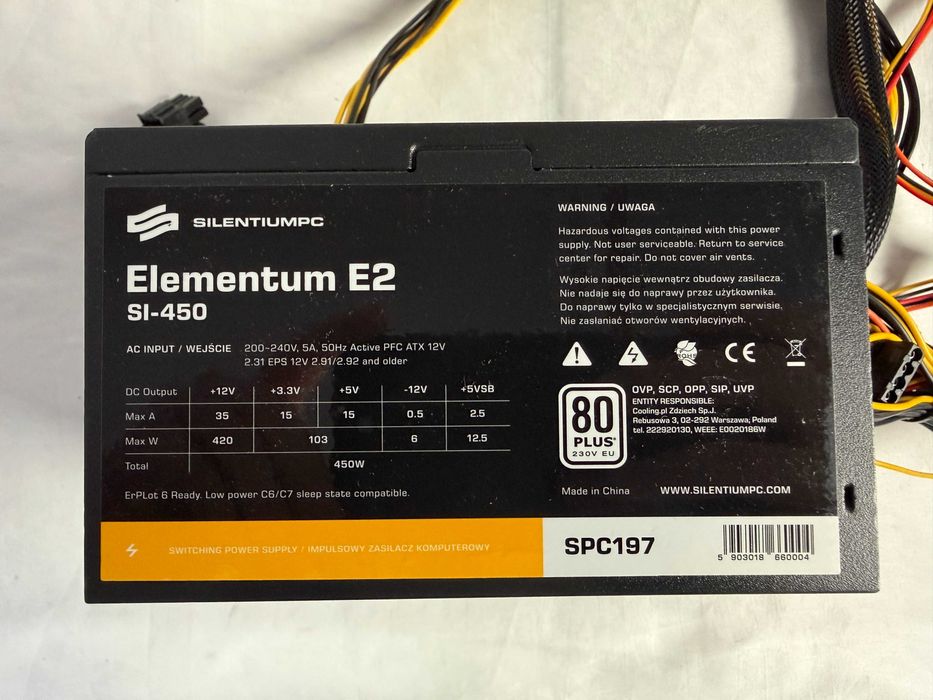 SILENTIUMPC
Elementum E2
SI-450
AC INPUT / WEJŚCIE 200~240V, 5A, 50Hz Active PFC ATX 12V
2.31 EPS 12V 2.91/2.92 and older
DC Output +12V +3.3V +5V -12V +5VSB
Max A 35 15 15 0.5 2.5
Max W 420 103 6 12.5
Total 450W
ErPLot 6 Ready. Low power C6/C7 sleep state compatible.
WARNING / UWAGA
Hazardous voltages contained with this power
supply. Not user serviceable. Return to service
center for repair. Do not cover air vents.
Wysokie napięcie wewnątrz obudowy zasilacza.
Nie nadaje się do naprawy przez użytkownika.
Do naprawy tylko w specjalistycznym serwisie.
Nie zasłaniać otworów wentylacyjnych.
RoHS
CE
80
PLUS
230V EU
OVP, SCP, OPP, SIP, UVP
ENTITY RESPONSIBLE:
Cooling.pl Zdziech Sp.J.
Rebusowa 3, 02-292 Warszawa, Poland
tel. 222920130, WEEE: E0020186W
Made in China WWW.SILENTIUMPC.COM
SWITCHING POWER SUPPLY / IMPULSOWY ZASILACZ KOMPUTEROWY
SPC197
5 903018 660004